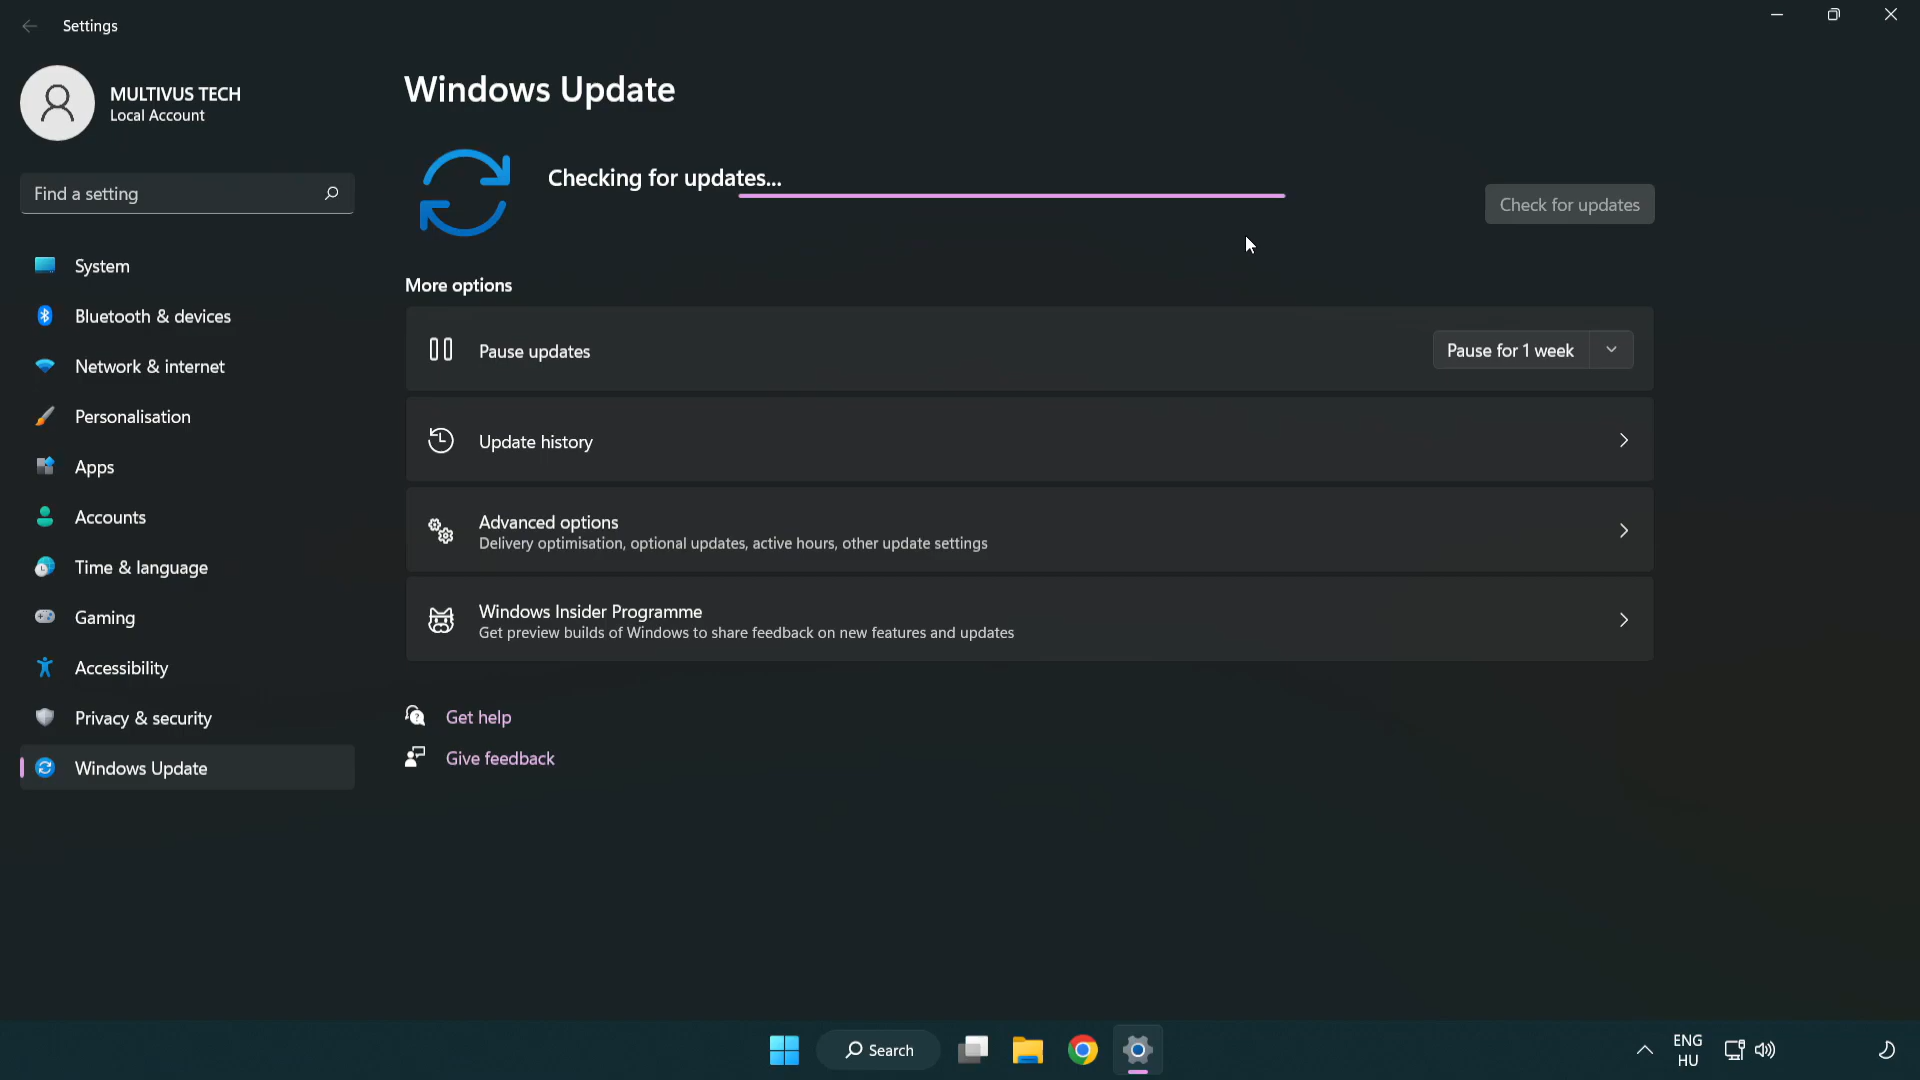 Settings
MULTIVUS TECH
Local Account
Find a setting
System
Bluetooth & devices
Network & internet
Personalisation
Apps
Accounts
Time & language
Gaming
Accessibility
Privacy & security
Windows Update
Windows Update
Checking for updates...
Check for updates
More options
Pause updates
Pause for 1 week
Update history
Advanced options
Delivery optimisation, optional updates, active hours, other update settings
Windows Insider Programme
Get preview builds of Windows to share feedback on new features and updates
Get help
Give feedback
Search
ENG
HU